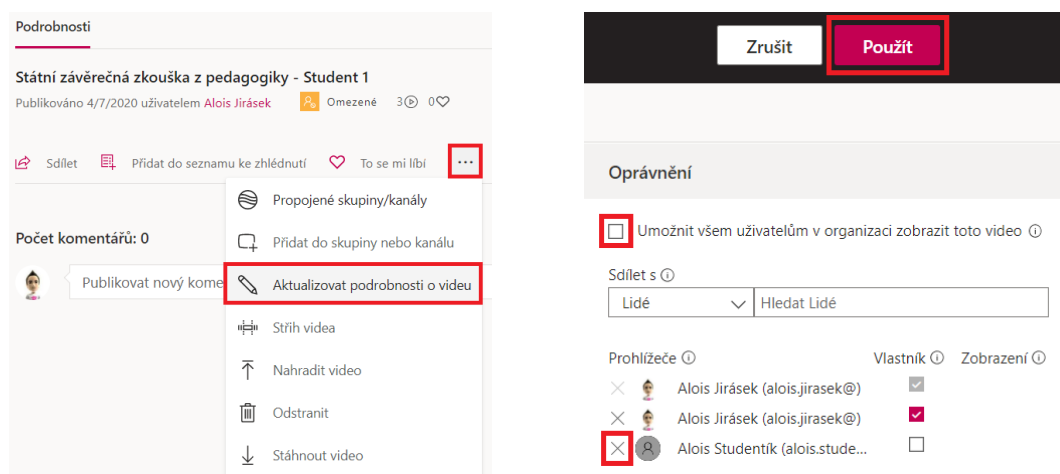 Podrobnosti
Státní závěrečná zkouška z pedagogiky - Student 1
Publikováno 4/7/2020 uživatelem Alois Jirásek Omezené 3 0
Sdílet Přidat do seznamu ke zhlédnutí To se mi líbí ...
Propojené skupiny/kanály
Počet komentářů: 0
Přidat do skupiny nebo kanálu
Publikovat nový kome
Aktualizovat podrobnosti o videu
Střih videa
Nahradit video
Odstranit
Stáhnout video
Zrušit Použít
Oprávnění
Umožnit všem uživatelům v organizaci zobrazit toto video
Sdílet s
Lidé Hledat Lidé
Prohlížeče Vlastník Zobrazení
Alois Jirásek (alois.jirasek@)
Alois Jirásek (alois.jirasek@)
Alois Studentík (alois.stude...